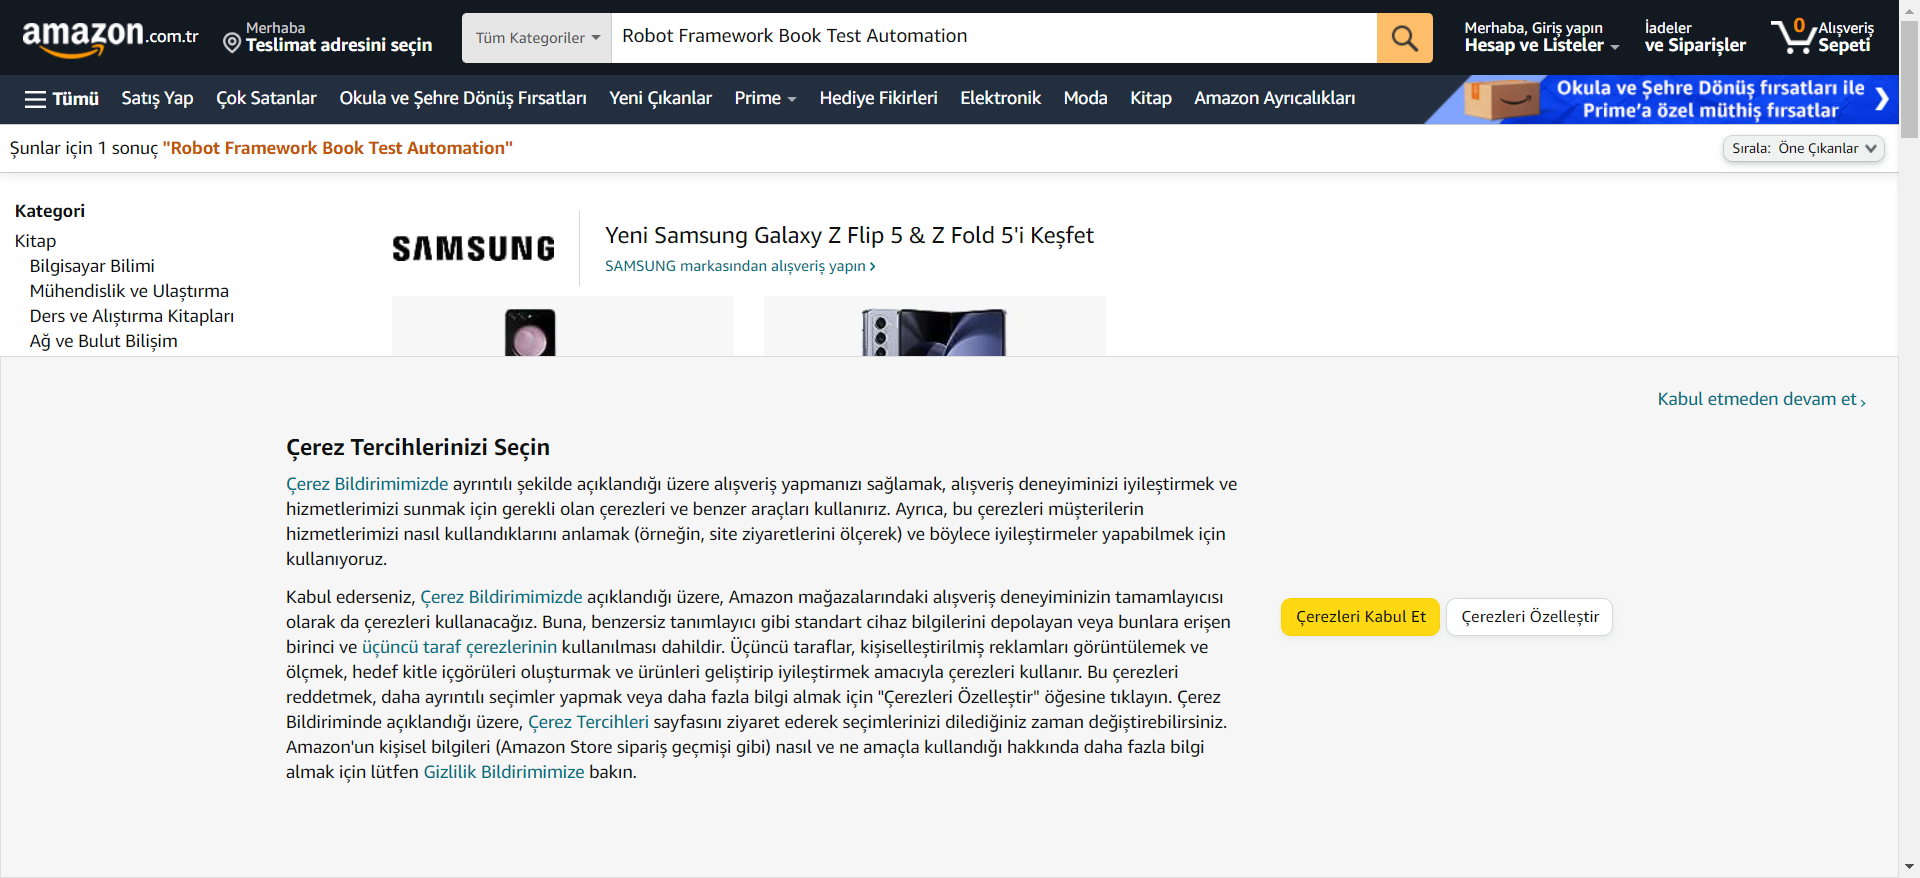 amazon.com.tr
Merhaba
Teslimat adresini seçin
Tüm Kategoriler
Robot Framework Book Test Automation
Merhaba, Giriş yapın
Hesap ve Listeler
İadeler
ve Siparişler
0
Alışveriş
Sepeti
Tümü
Satış Yap
Çok Satanlar
Okula ve Şehre Dönüş Fırsatları
Yeni Çıkanlar
Prime
Hediye Fikirleri
Elektronik
Moda
Kitap
Amazon Ayrıcalıkları
Okula ve Şehre Dönüş fırsatları ile
Prime'a özel müthiş fırsatlar
Şunlar için 1 sonuç "Robot Framework Book Test Automation"
Sırala: Öne Çıkanlar
Kategori
Kitap
Bilgisayar Bilimi
Mühendislik ve Ulaştırma
Ders ve Alıştırma Kitapları
Ağ ve Bulut Bilişim
SAMSUNG
Yeni Samsung Galaxy Z Flip 5 & Z Fold 5'i Keşfet
SAMSUNG markasından alışveriş yapın ›
Kabul etmeden devam et ›
Çerez Tercihlerinizi Seçin
Çerez Bildirimimizde ayrıntılı şekilde açıklandığı üzere alışveriş yapmanızı sağlamak, alışveriş deneyiminizi iyileştirmek ve
hizmetlerimizi sunmak için gerekli olan çerezleri ve benzer araçları kullanırız. Ayrıca, bu çerezleri müşterilerin
hizmetlerimizi nasıl kullandıklarını anlamak (örneğin, site ziyaretlerini ölçerek) ve böylece iyileştirmeler yapabilmek için
kullanıyoruz.
Kabul ederseniz, Çerez Bildirimimizde açıklandığı üzere, Amazon mağazalarındaki alışveriş deneyiminizin tamamlayıcısı
olarak da çerezleri kullanacağız. Buna, benzersiz tanımlayıcı gibi standart cihaz bilgilerini depolayan veya bunlara erişen
birinci ve üçüncü taraf çerezlerinin kullanılması dahildir. Üçüncü taraflar, kişiselleştirilmiş reklamları görüntülemek ve
ölçmek, hedef kitle içgörüleri oluşturmak ve ürünleri geliştirip iyileştirmek amacıyla çerezleri kullanır. Bu çerezleri
reddetmek, daha ayrıntılı seçimler yapmak veya daha fazla bilgi almak için "Çerezleri Özelleştir" öğesine tıklayın. Çerez
Bildiriminde açıklandığı üzere, Çerez Tercihleri sayfasını ziyaret ederek seçimlerinizi dilediğiniz zaman değiştirebilirsiniz.
Amazon'un kişisel bilgileri (Amazon Store sipariş geçmişi gibi) nasıl ve ne amaçla kullandığı hakkında daha fazla bilgi
almak için lütfen Gizlilik Bildirimimize bakın.
Çerezleri Kabul Et
Çerezleri Özelleştir